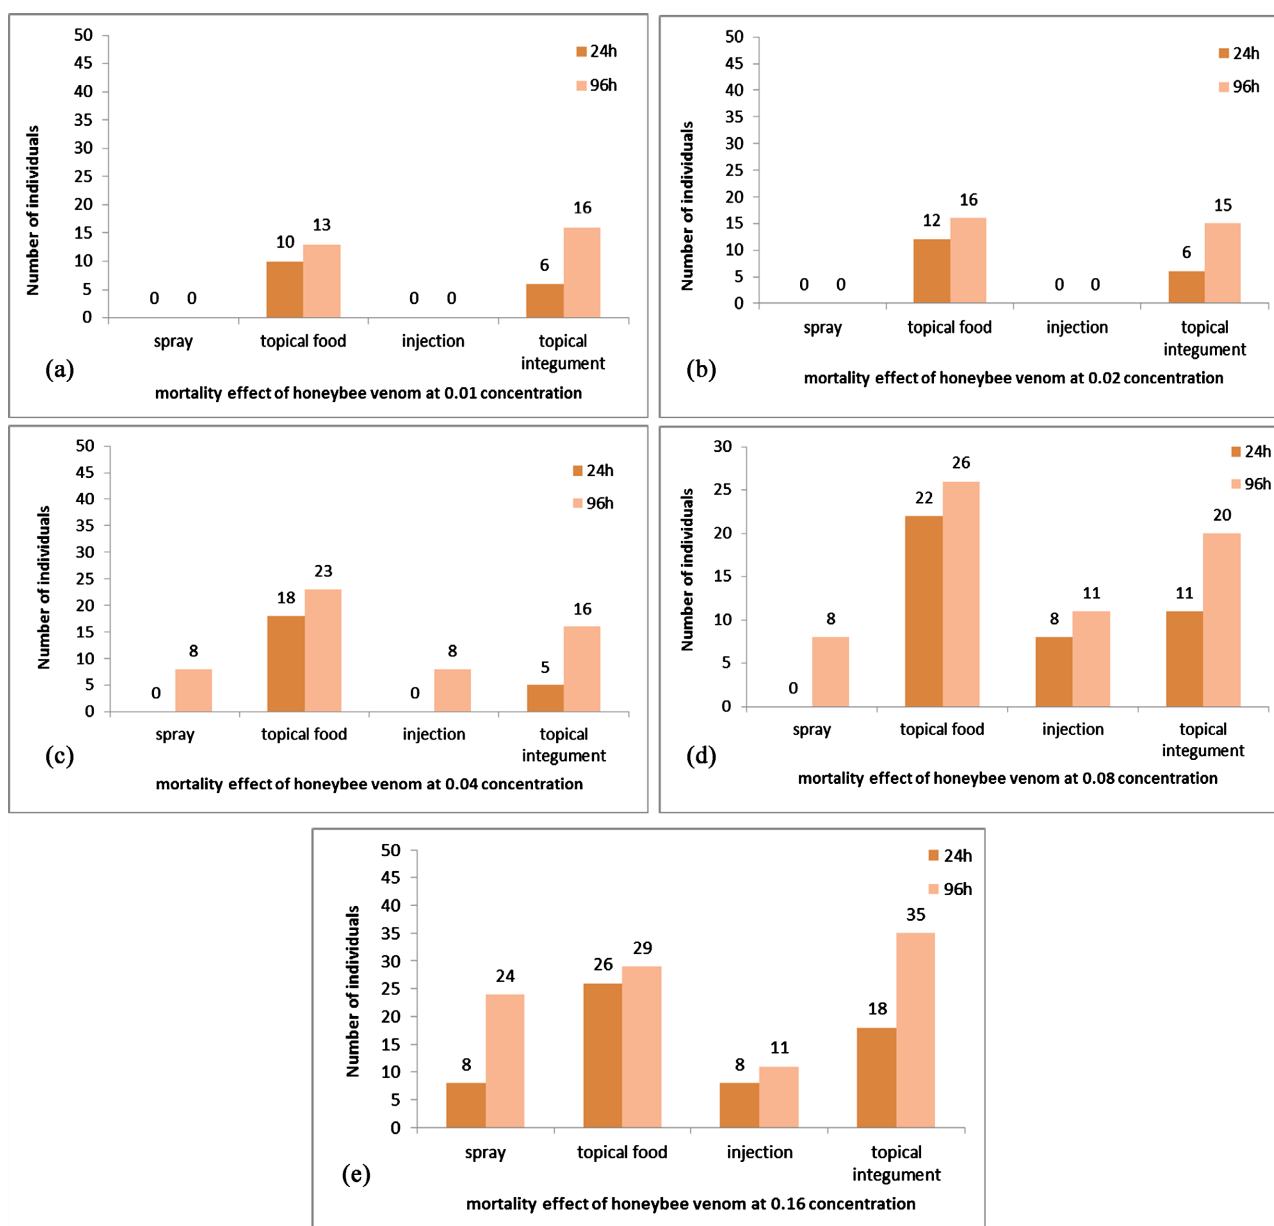 50
45
40
35
30
25
20
15
10
5
0
Number of individuals
24h
96h
0 0 10 13 0 0 6 16
spray topical food injection topical integument
(a)
mortality effect of honeybee venom at 0.01 concentration
50
45
40
35
30
25
20
15
10
5
0
Number of individuals
24h
96h
0 0 12 16 0 0 6 15
spray topical food injection topical integument
(b)
mortality effect of honeybee venom at 0.02 concentration
50
45
40
35
30
25
20
15
10
5
0
Number of individuals
24h
96h
0 8 18 23 0 8 5 16
spray topical food injection topical integument
(c)
mortality effect of honeybee venom at 0.04 concentration
30
25
20
15
10
5
0
Number of individuals
24h
96h
0 8 22 26 8 11 11 20
spray topical food injection topical integument
(d)
mortality effect of honeybee venom at 0.08 concentration
50
45
40
35
30
25
20
15
10
5
0
Number of individuals
24h
96h
8 24 26 29 8 11 18 35
spray topical food injection topical integument
(e)
mortality effect of honeybee venom at 0.16 concentration